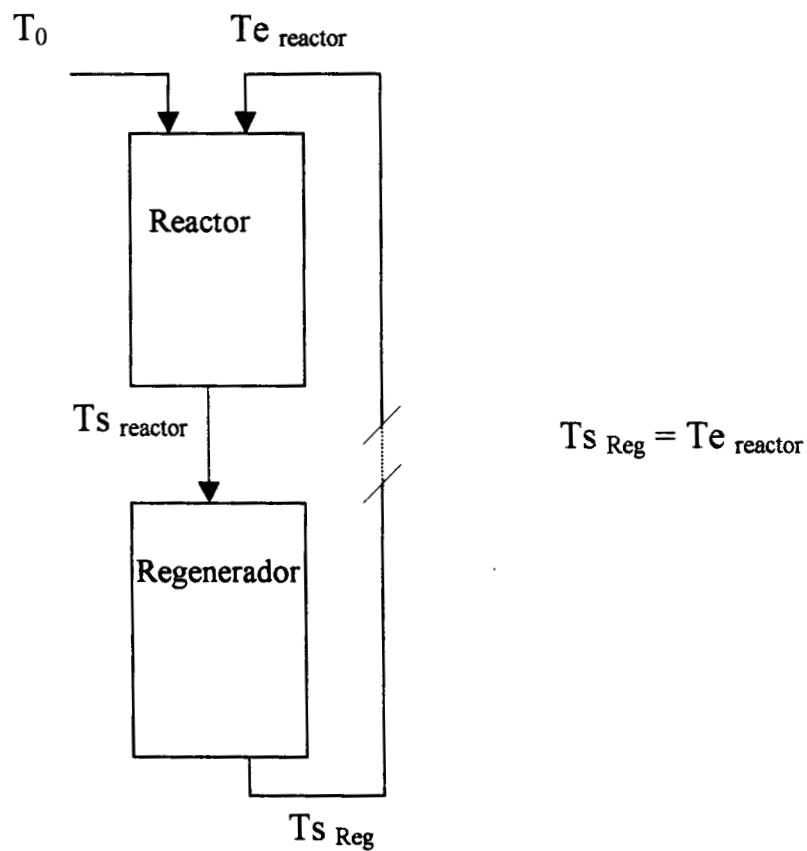 T₀
Te reactor
Reactor
Ts reactor
Ts Reg = Te reactor
Regenerador
Ts Reg